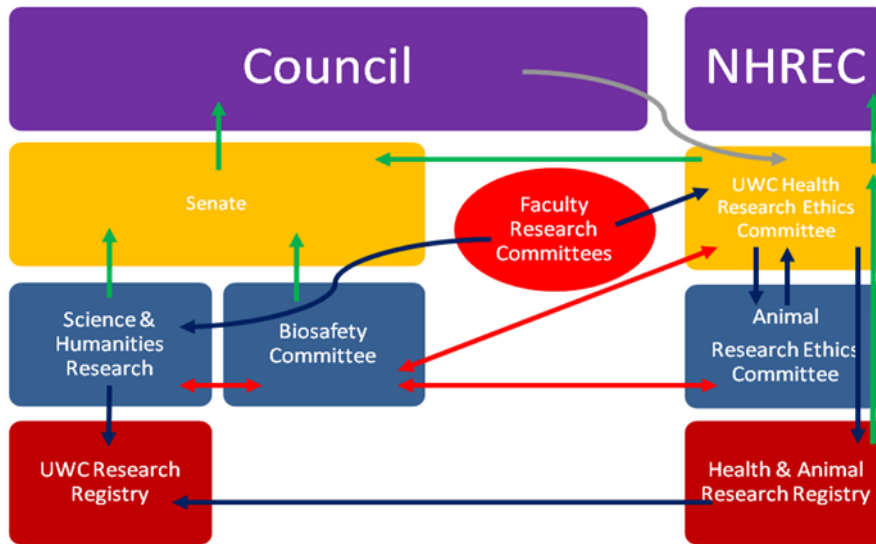 Council
NHREC
Senate
Faculty
Research
Committees
UWC Health
Research Ethics
Committee
Science &
Humanities
Research
Biosafety
Committee
Animal
Research Ethics
Committee
UWC Research
Registry
Health & Animal
Research Registry